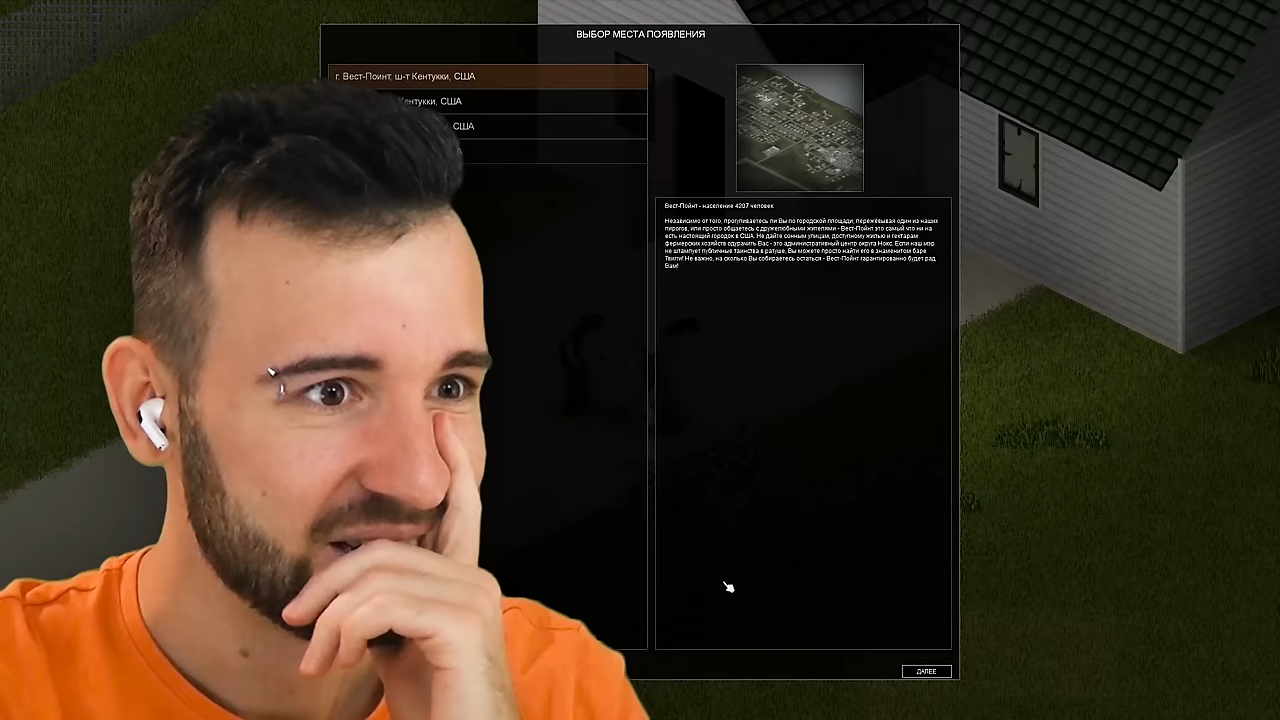 ВЫБОР МЕСТА ПОЯВЛЕНИЯ
г. Вест-Поинт, ш-т Кентукки, США
Кентукки, США
США
Вест-Пойнт - население 4207 человек
Независимо от того, прогуливаетесь ли Вы по городской площади, пережёвывая один из наших
пирогов, или просто общаетесь с дружелюбными жителями - Вест-Пойнт это самый что ни на
есть настоящий городок в США. Не дайте сонным улицам, доступному жилью и гектарам
фермерских хозяйств одурачить Вас - это административный центр округа Нокс. Если наш мэр
не штампует публичные таинства в ратуше, Вы можете просто найти его в знаменитом баре
Твигги! Не важно, на сколько Вы собираетесь остаться - Вест-Пойнт гарантированно будет рад
Вам!
ДАЛЕЕ